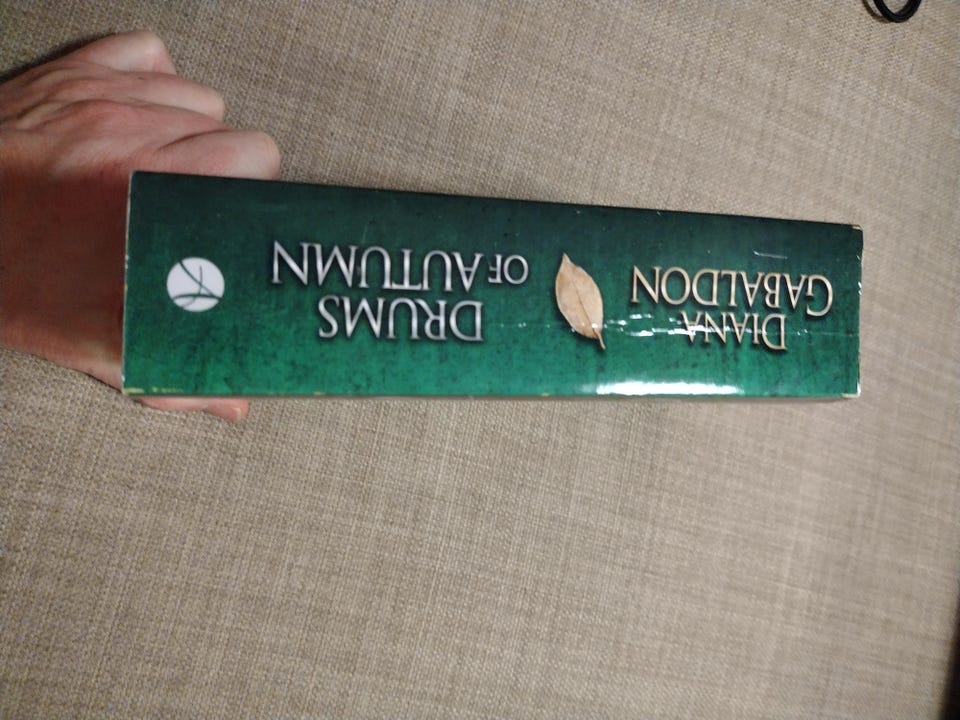 DIANA
GABALDON
DRUMS
OF AUTUMN